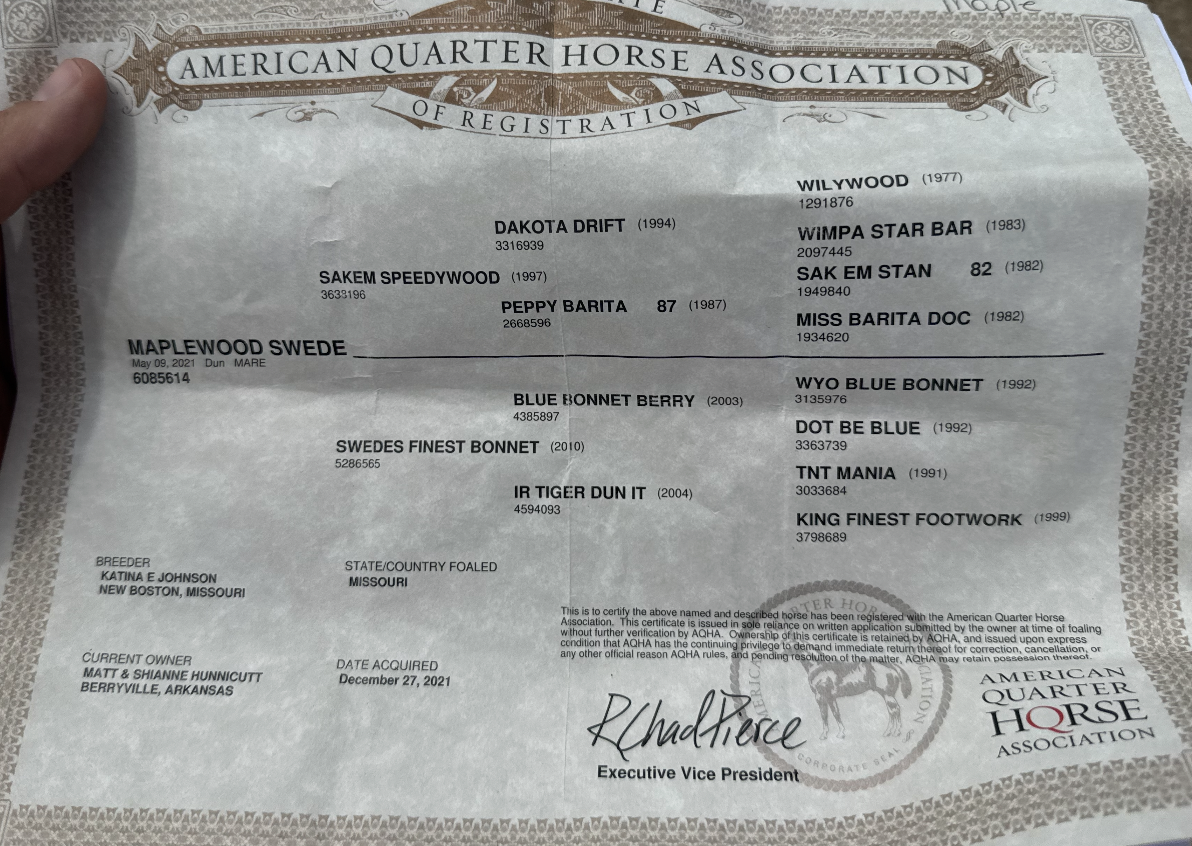 Maple
AMERICAN QUARTER HORSE ASSOCIATION
OF REGISTRATION
WILYWOOD (1977)
1291876
DAKOTA DRIFT (1994)
3316939
WIMPA STAR BAR (1983)
2097445
SAKEM SPEEDYWOOD (1997)
3633196
SAK EM STAN 82 (1982)
1949840
PEPPY BARITA 87 (1987)
2668596
MISS BARITA DOC (1982)
1934620
MAPLEWOOD SWEDE
May 09, 2021 Dun MARE
6085614
WYO BLUE BONNET (1992)
3135976
BLUE BONNET BERRY (2003)
4385897
DOT BE BLUE (1992)
3363739
SWEDES FINEST BONNET (2010)
5286565
TNT MANIA (1991)
3033684
IR TIGER DUN IT (2004)
4594093
KING FINEST FOOTWORK (1999)
3798689
BREEDER
KATINA E JOHNSON
NEW BOSTON, MISSOURI
STATE/COUNTRY FOALED
MISSOURI
CURRENT OWNER
MATT & SHIANNE HUNNICUTT
BERRYVILLE, ARKANSAS
DATE ACQUIRED
December 27, 2021
This is to certify the above named and described horse has been registered with the American Quarter Horse
Association. This certificate is issued in sole reliance on written application submitted by the owner at time of foaling
without further verification by AQHA. Ownership of this certificate is retained by AQHA, and issued upon express
condition that AQHA has the continuing privilege to demand immediate return thereof for correction, cancellation, or
any other official reason AQHA rules, and pending resolution of the matter, AQHA may retain possession thereof.
R Chad Pierce
Executive Vice President
CORPORATE SEAL
AMERICAN
QUARTER
HORSE
ASSOCIATION